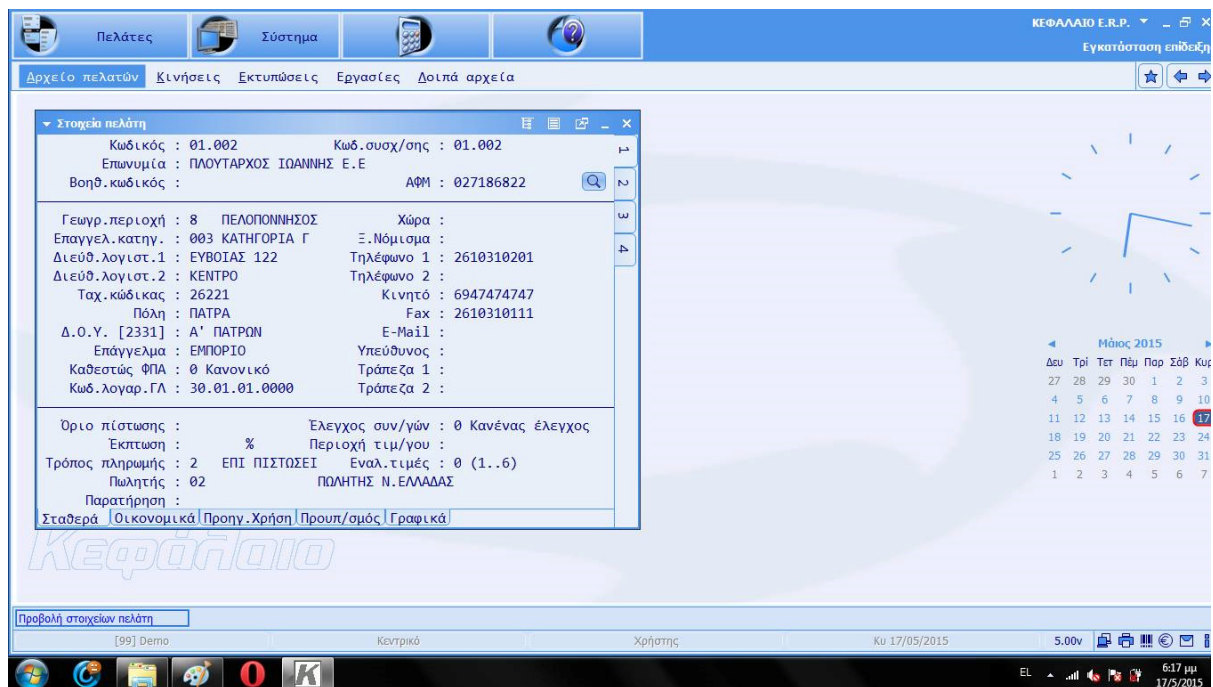 Πελάτες Σύστημα ΚΕΦΑΛΑΙΟ E.R.P.
Εγκατάσταση επίδειξη
Αρχείο πελατών Κινήσεις Εκτυπώσεις Εργασίες Λοιπά αρχεία
Στοιχεία πελάτη
Κωδικός : 01.002 Κωδ.συσχ/σης : 01.002
Επωνυμία : ΠΛΟΥΤΑΡΧΟΣ ΙΩΑΝΝΗΣ Ε.Ε
Βοηθ.κωδικός : ΑΦΜ : 027186822
1
2
3
4
Γεωγρ.περιοχή : 8 ΠΕΛΟΠΟΝΝΗΣΟΣ Χώρα :
Επαγγελ.κατηγ. : 003 ΚΑΤΗΓΟΡΙΑ Γ Ξ.Νόμισμα :
Διεύθ.λογιστ.1 : ΕΥΒΟΙΑΣ 122 Τηλέφωνο 1 : 2610310201
Διεύθ.λογιστ.2 : ΚΕΝΤΡΟ Τηλέφωνο 2 :
Ταχ.κώδικας : 26221 Κινητό : 6947474747
Πόλη : ΠΑΤΡΑ Fax : 2610310111
Δ.Ο.Υ. [2331] : Α' ΠΑΤΡΩΝ E-Mail :
Επάγγελμα : ΕΜΠΟΡΙΟ Υπεύθυνος :
Καθεστώς ΦΠΑ : 0 Κανονικό Τράπεζα 1 :
Κωδ.λογαρ.ΓΛ : 30.01.01.0000 Τράπεζα 2 :
Όριο πίστωσης : Έλεγχος συν/γών : 0 Κανένας έλεγχος
Έκπτωση : % Περιοχή τιμ/γου :
Τρόπος πληρωμής : 2 ΕΠΙ ΠΙΣΤΩΣΕΙ Εναλ.τιμές : 0 (1..6)
Πωλητής : 02 ΠΩΛΗΤΗΣ Ν.ΕΛΛΑΔΑΣ
Παρατήρηση :
Σταθερά Οικονομικά Προηγ.Χρήση Προυπ/σμός Γραφικά
Κεφάλαιο
Μάιος 2015
Δευ Τρί Τετ Πέμ Παρ Σάβ Κυρ
27 28 29 30 1 2 3
4 5 6 7 8 9 10
11 12 13 14 15 16 17
18 19 20 21 22 23 24
25 26 27 28 29 30 31
1 2 3 4 5 6 7
Προβολή στοιχείων πελάτη
[99] Demo Κεντρικό Χρήστης Κυ 17/05/2015 5.00v
EL 6:17 μμ
17/5/2015